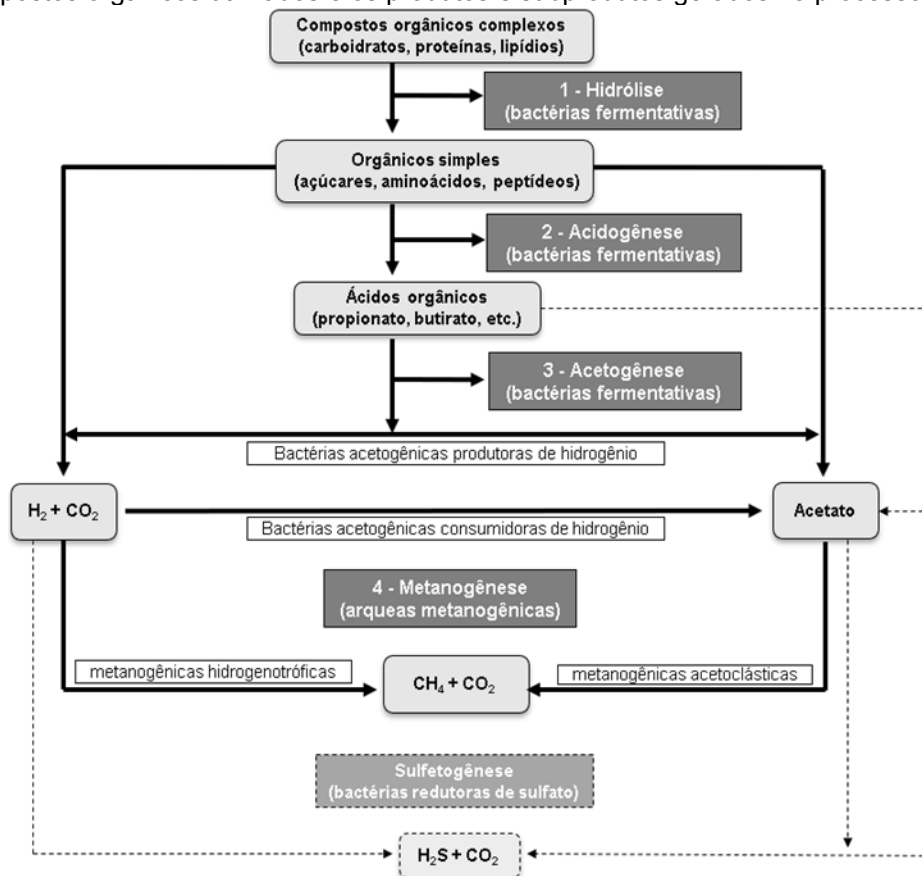 Compostos orgânicos complexos
(carboidratos, proteínas, lipídios)
1 - Hidrólise
(bactérias fermentativas)
Orgânicos simples
(açúcares, aminoácidos, peptídeos)
2 - Acidogênese
(bactérias fermentativas)
Ácidos orgânicos
(propionato, butirato, etc.)
3 - Acetogênese
(bactérias fermentativas)
Bactérias acetogênicas produtoras de hidrogênio
H₂ + CO₂
Acetato
Bactérias acetogênicas consumidoras de hidrogênio
4 - Metanogênese
(arqueas metanogênicas)
metanogênicas hidrogenotróficas
CH₄ + CO₂
metanogênicas acetoclásticas
Sulfetogênese
(bactérias redutoras de sulfato)
H₂S + CO₂